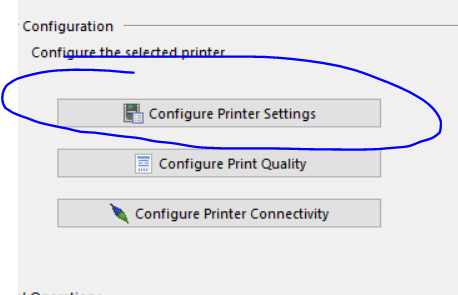 Configuration
Configure the selected printer
Configure Printer Settings
Configure Print Quality
Configure Printer Connectivity